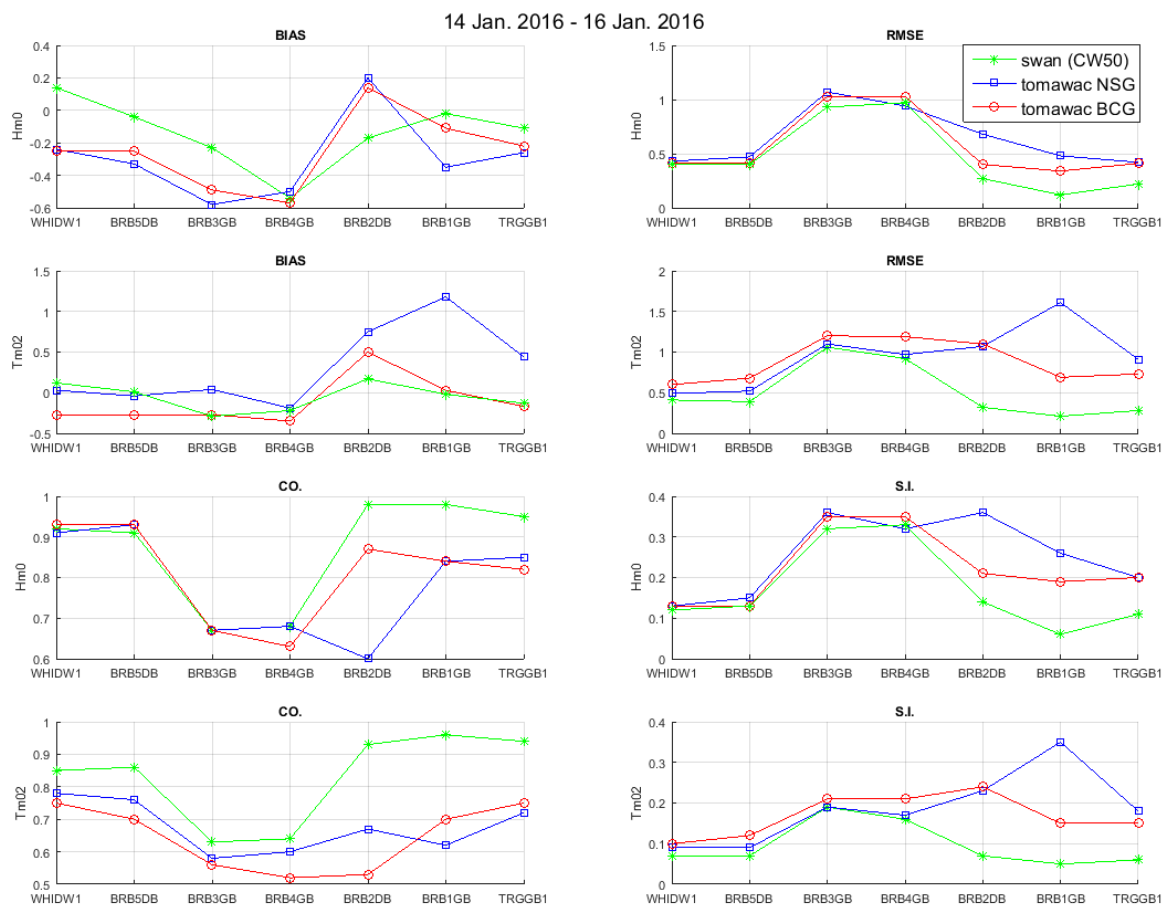 14 Jan. 2016 - 16 Jan. 2016
BIAS
0.4
0.2
0
-0.2
-0.4
-0.6
Hm0
WHIDW1 BRB5DB BRB3GB BRB4GB BRB2DB BRB1GB TRGGB1
RMSE
swan (CW50)
tomawac NSG
tomawac BCG
1.5
1
0.5
0
Hm0
WHIDW1 BRB5DB BRB3GB BRB4GB BRB2DB BRB1GB TRGGB1
BIAS
1.5
1
0.5
0
-0.5
Tm02
WHIDW1 BRB5DB BRB3GB BRB4GB BRB2DB BRB1GB TRGGB1
RMSE
2
1.5
1
0.5
0
Tm02
WHIDW1 BRB5DB BRB3GB BRB4GB BRB2DB BRB1GB TRGGB1
CO.
1
0.9
0.8
0.7
0.6
Hm0
WHIDW1 BRB5DB BRB3GB BRB4GB BRB2DB BRB1GB TRGGB1
S.I.
0.4
0.3
0.2
0.1
0
Hm0
WHIDW1 BRB5DB BRB3GB BRB4GB BRB2DB BRB1GB TRGGB1
CO.
1
0.9
0.8
0.7
0.6
0.5
Tm02
WHIDW1 BRB5DB BRB3GB BRB4GB BRB2DB BRB1GB TRGGB1
S.I.
0.4
0.3
0.2
0.1
0
Tm02
WHIDW1 BRB5DB BRB3GB BRB4GB BRB2DB BRB1GB TRGGB1